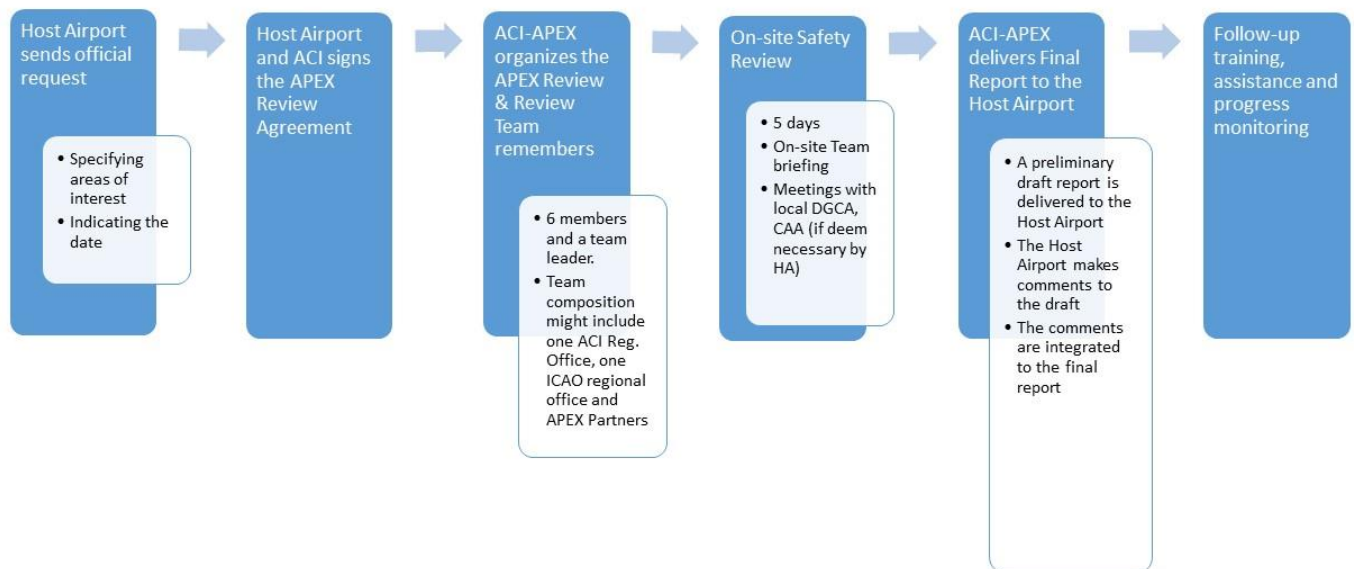 Host Airport
sends official
request
• Specifying
areas of
interest
• Indicating the
date
Host Airport
and ACI signs
the APEX
Review
Agreement
ACI-APEX
organizes the
APEX Review
& Review
Team
remembers
• 6 members
and a team
leader.
• Team
composition
might include
one ACI Reg.
Office, one
ICAO regional
office and
APEX Partners
On-site Safety
Review
• 5 days
• On-site Team
briefing
• Meetings with
local DGCA,
CAA (if deem
necessary by
HA)
ACI-APEX
delivers Final
Report to the
Host Airport
• A preliminary
draft report is
delivered to the
Host Airport
• The Host
Airport makes
comments to
the draft
• The comments
are integrated
to the final
report
Follow-up
training,
assistance and
progress
monitoring